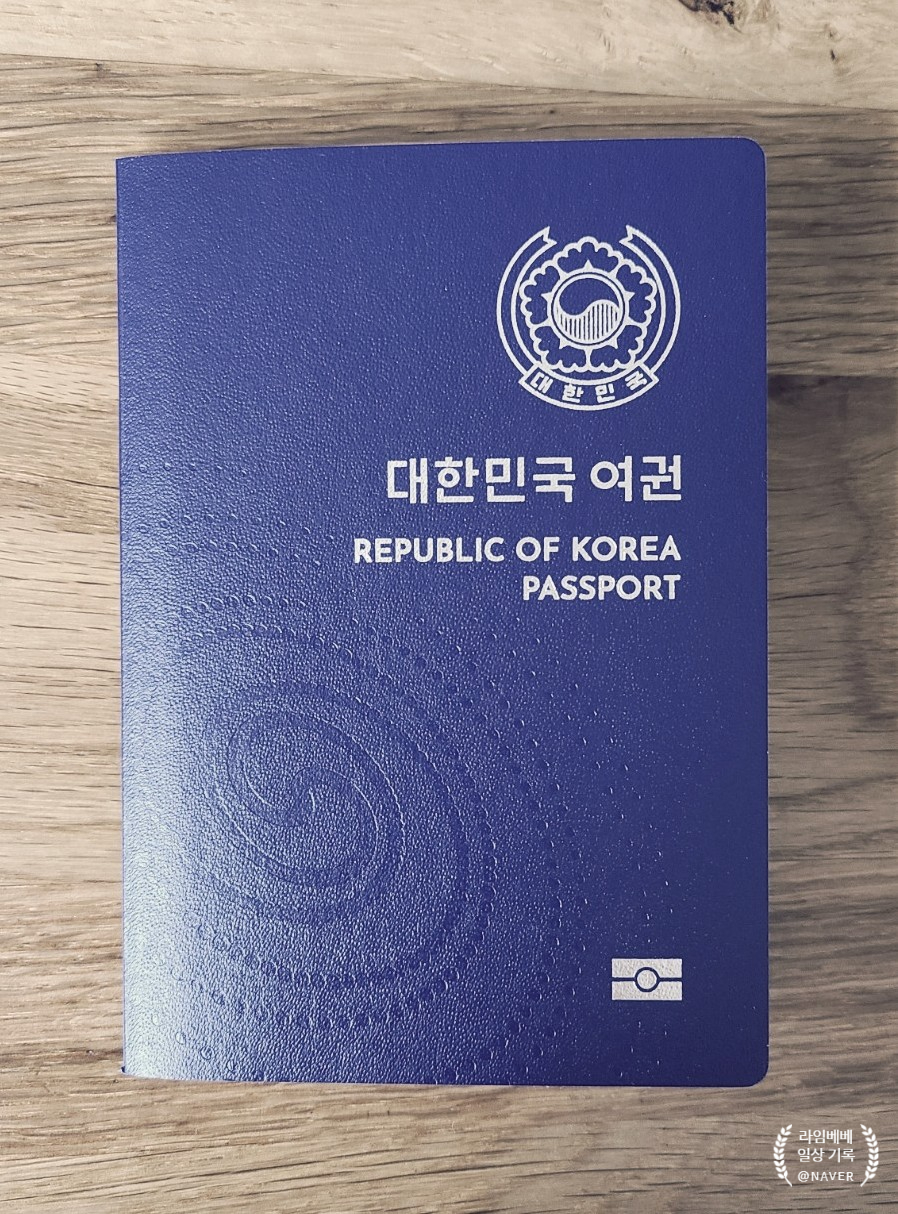 대한민국
대한민국 여권
REPUBLIC OF KOREA
PASSPORT
라임베베
일상 기록
@NAVER